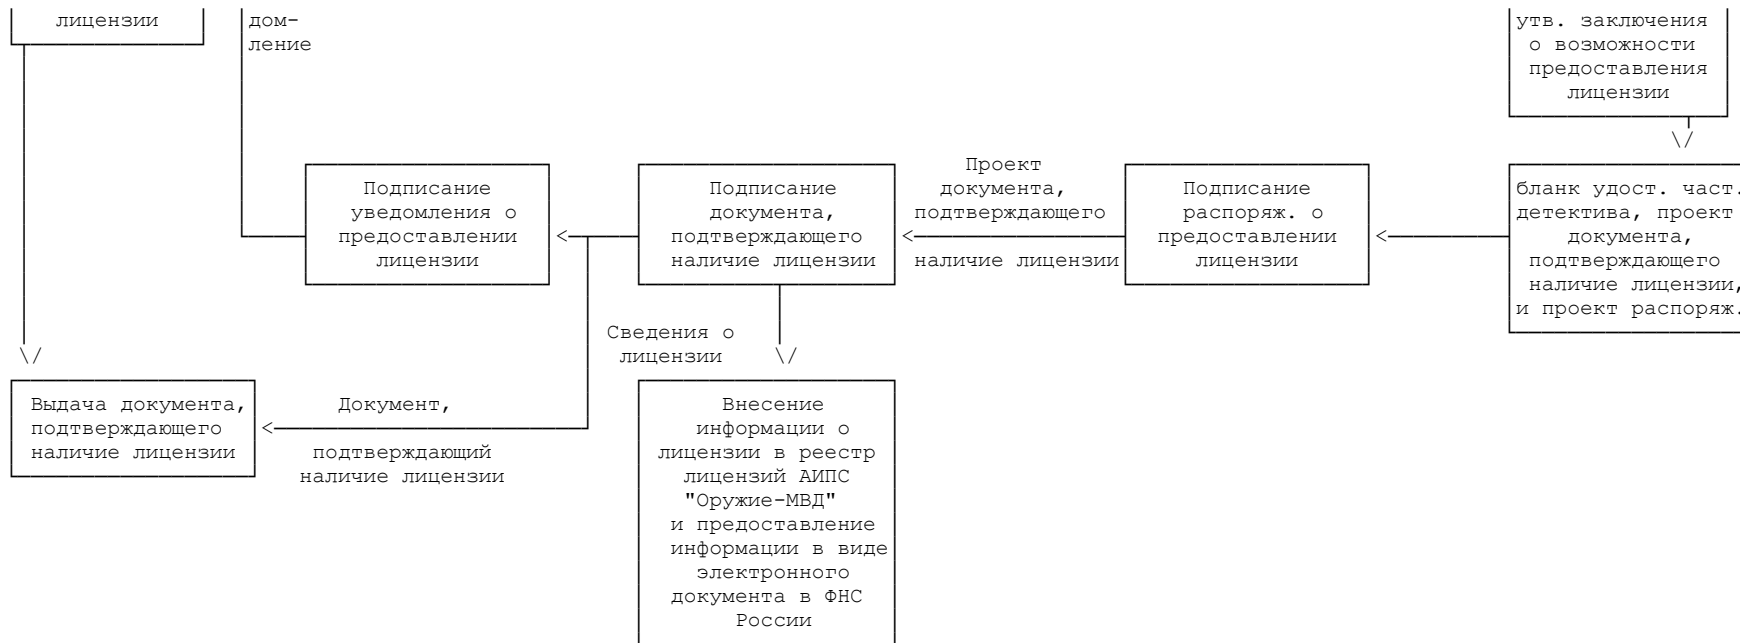 лицензии
дом-
ление
утв. заключения
о возможности
предоставления
лицензии
Подписание
уведомления о
предоставлении
лицензии
Подписание
документа,
подтверждающего
наличие лицензии
Проект
документа,
подтверждающего
наличие лицензии
Подписание
распоряж. о
предоставлении
лицензии
бланк удост. част.
детектива, проект
документа,
подтверждающего
наличие лицензии,
и проект распоряж.
Сведения о
лицензии
Выдача документа,
подтверждающего
наличие лицензии
Документ,
подтверждающий
наличие лицензии
Внесение
информации о
лицензии в реестр
лицензий АИПС
"Оружие-МВД"
и предоставление
информации в виде
электронного
документа в ФНС
России